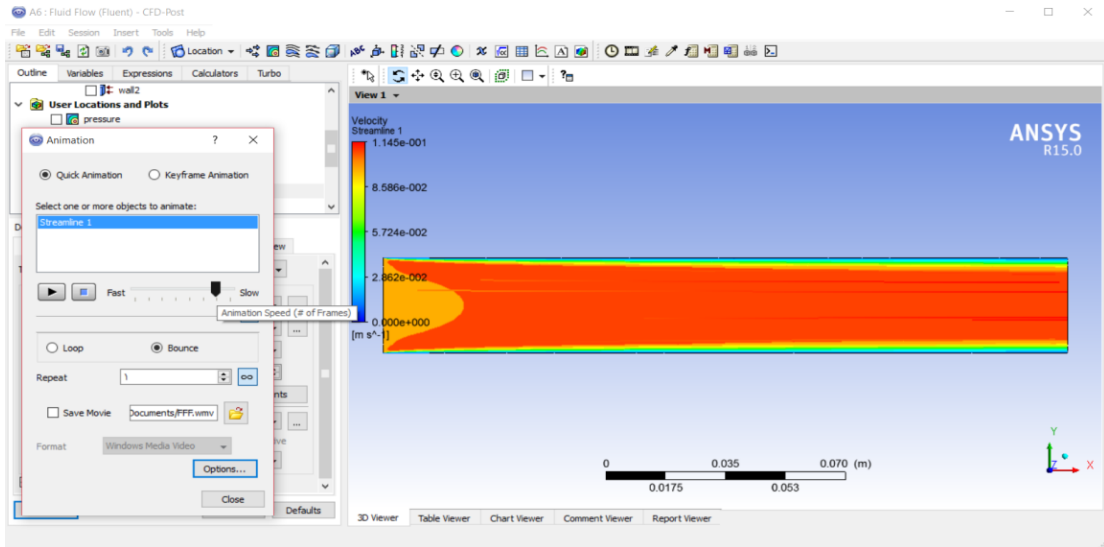 A6 : Fluid Flow (Fluent) - CFD-Post
File Edit Session Insert Tools Help
Location
Outline Variables Expressions Calculators Turbo
wall2
User Locations and Plots
pressure
Animation ? ×
Quick Animation Keyframe Animation
Select one or more objects to animate:
Streamline 1
Fast Slow
Animation Speed (# of Frames)
Loop Bounce
Repeat 1
Save Movie Documents/FFF.wmv
Format Windows Media Video
Options...
Close
ew
...
nts
...
ive
Defaults
View 1
Velocity
Streamline 1
1.145e-001
8.586e-002
5.724e-002
2.862e-002
0.000e+000
[m s^-1]
ANSYS
R15.0
Y
Z X
0 0.035 0.070 (m)
0.0175 0.053
3D Viewer Table Viewer Chart Viewer Comment Viewer Report Viewer